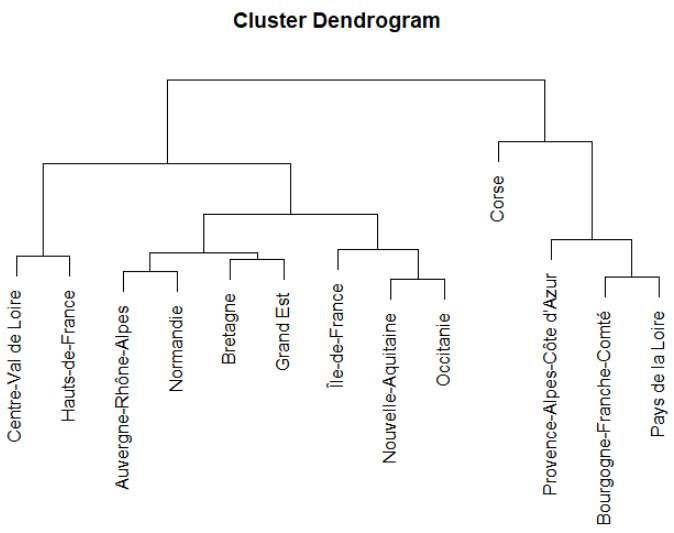 Cluster Dendrogram
Centre-Val de Loire
Hauts-de-France
Auvergne-Rhône-Alpes
Normandie
Bretagne
Grand Est
Île-de-France
Nouvelle-Aquitaine
Occitanie
Corse
Provence-Alpes-Côte d'Azur
Bourgogne-Franche-Comté
Pays de la Loire